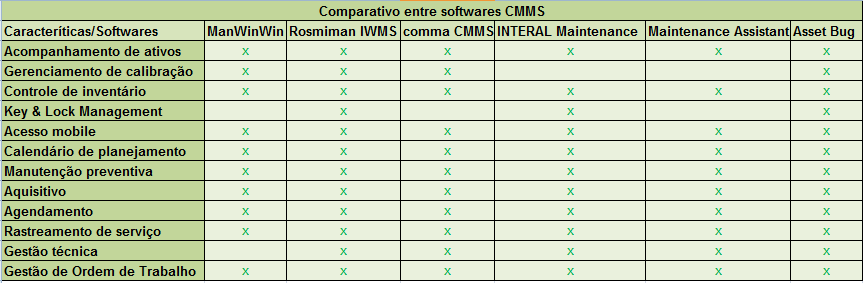 Comparativo entre softwares CMMS
Caracteríticas/Softwares ManWinWin Rosmiman IWMS comma CMMS INTERAL Maintenance Maintenance Assistant Asset Bug
Acompanhamento de ativos x x x x x x
Gerenciamento de calibração x x x x
Controle de inventário x x x x x x
Key & Lock Management x x x
Acesso mobile x x x x x x
Calendário de planejamento x x x x x x
Manutenção preventiva x x x x x x
Aquisitivo x x x x x x
Agendamento x x x x x x
Rastreamento de serviço x x x x x x
Gestão técnica x x x x x
Gestão de Ordem de Trabalho x x x x x x